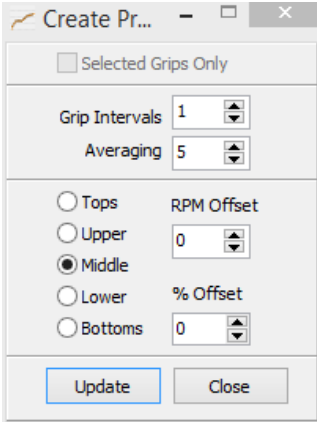 Create Pr...
Selected Grips Only
Grip Intervals 1
Averaging 5
Tops RPM Offset
Upper 0
Middle
Lower % Offset
Bottoms 0
Update Close